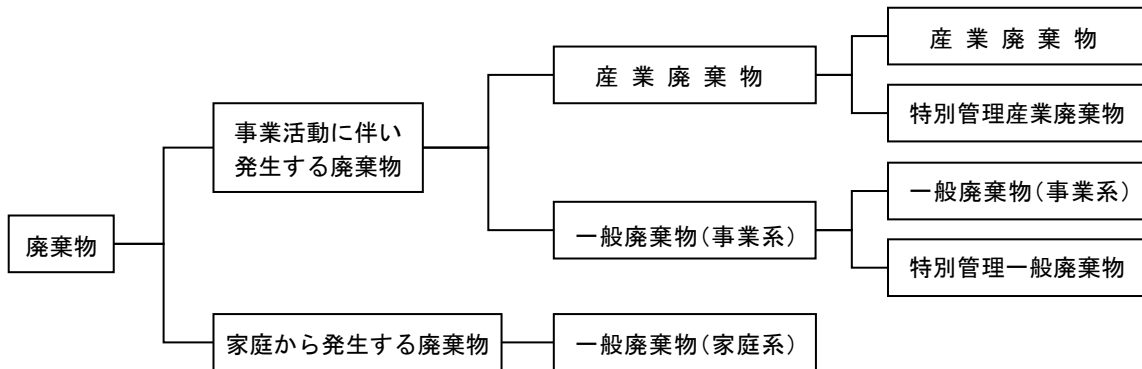 産業廃棄物
産業廃棄物
特別管理産業廃棄物
事業活動に伴い
発生する廃棄物
一般廃棄物(事業系)
一般廃棄物(事業系)
廃棄物
特別管理一般廃棄物
家庭から発生する廃棄物
一般廃棄物(家庭系)